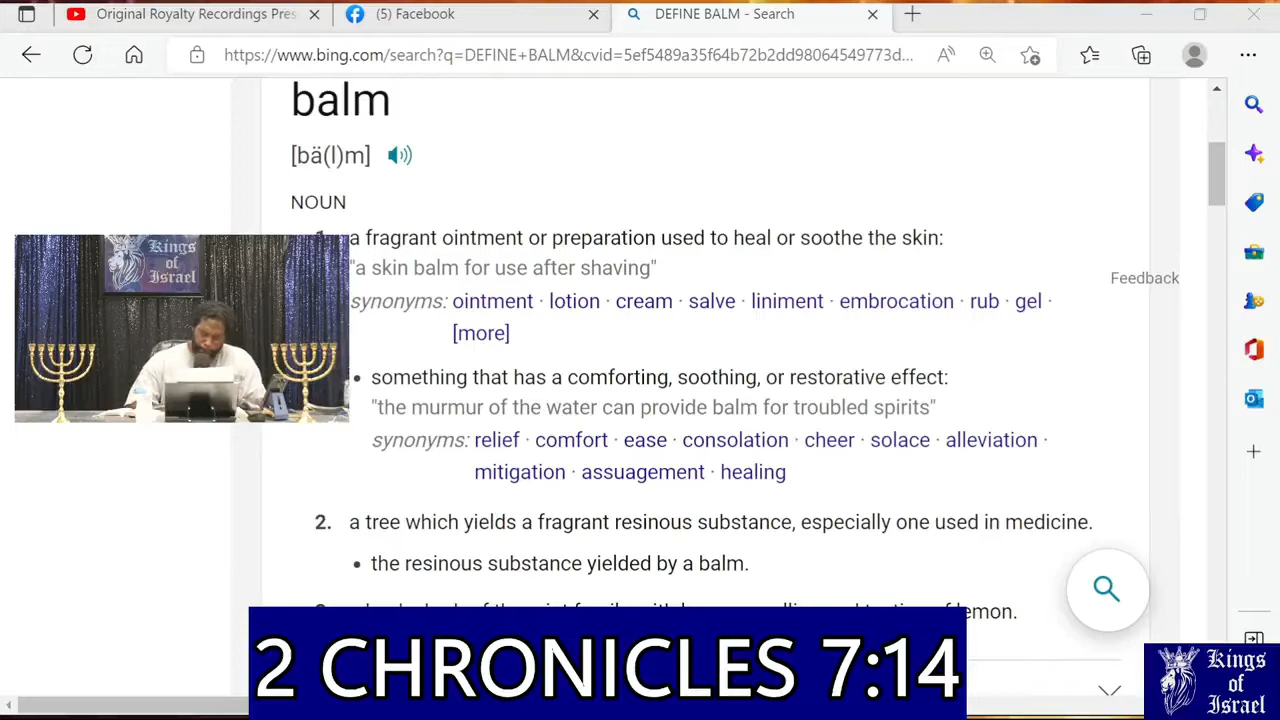 Original Royalty Recordings Pres
(5) Facebook
DEFINE BALM - Search
https://www.bing.com/search?q=DEFINE+BALM&cvid=5ef5489a35f64b72b2dd98064549773d...
balm
[bä(l)m]
NOUN
a fragrant ointment or preparation used to heal or soothe the skin:
"a skin balm for use after shaving"
synonyms: ointment · lotion · cream · salve · liniment · embrocation · rub · gel ·
[more]
Feedback
• something that has a comforting, soothing, or restorative effect:
"the murmur of the water can provide balm for troubled spirits"
synonyms: relief · comfort · ease · consolation · cheer · solace · alleviation ·
mitigation · assuagement · healing
2. a tree which yields a fragrant resinous substance, especially one used in medicine.
• the resinous substance yielded by a balm.
lemon.
Kings
of
Israel
2 CHRONICLES 7:14
Kings
of
Israel